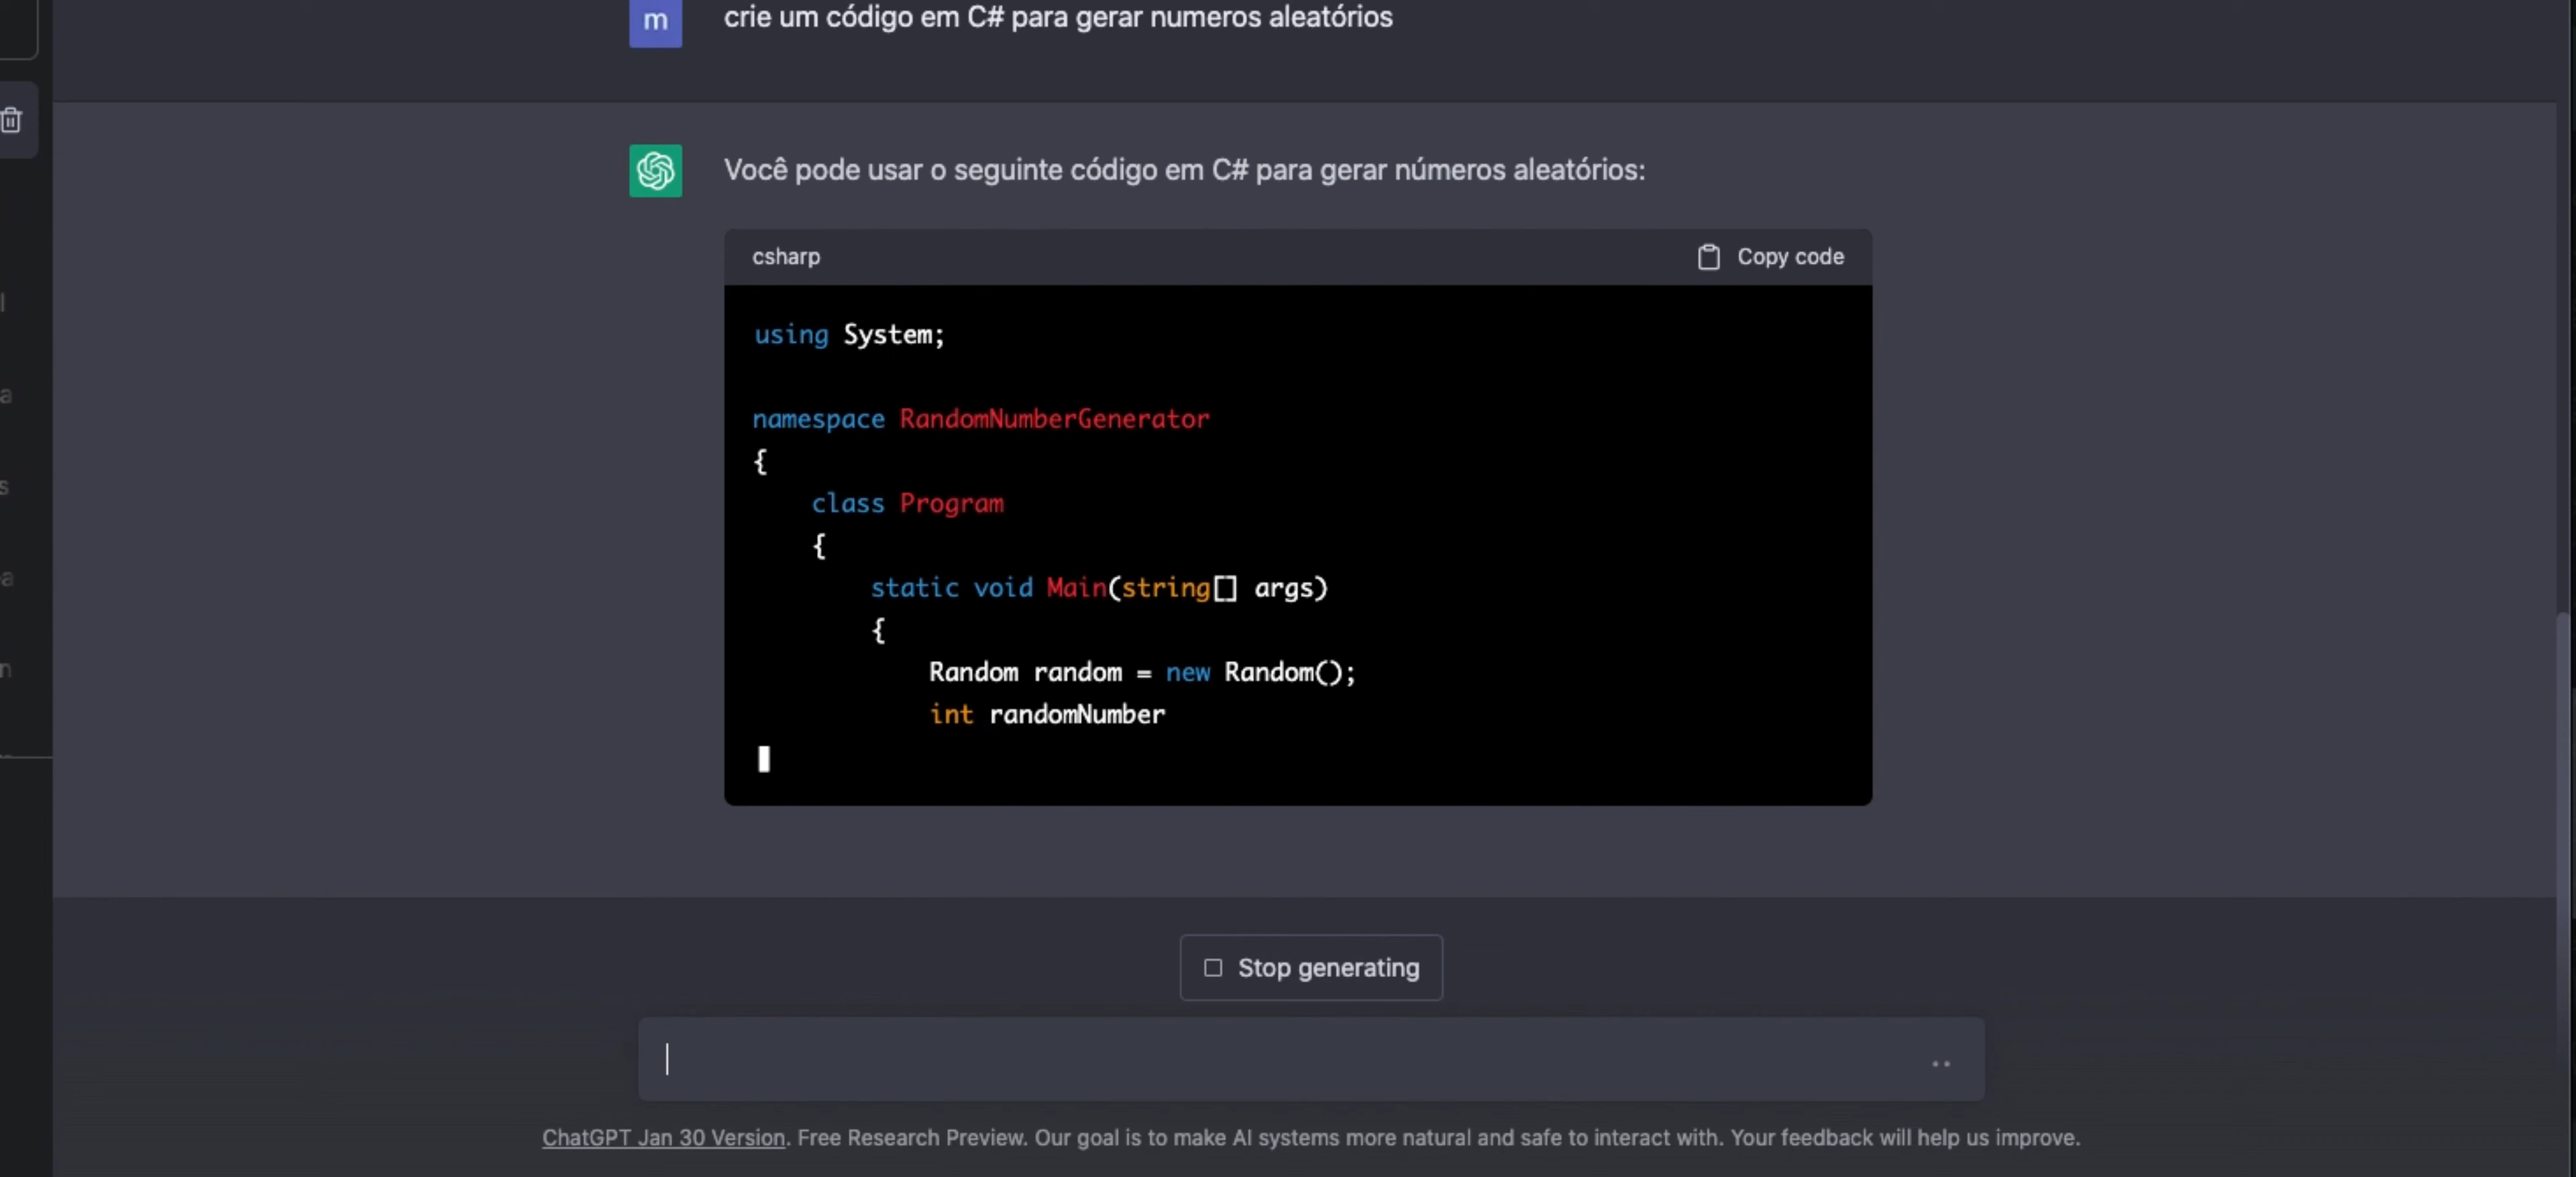 m
crie um código em C# para gerar numeros aleatórios
Você pode usar o seguinte código em C# para gerar números aleatórios:
csharp
Copy code
using System;
namespace RandomNumberGenerator
{
class Program
{
static void Main(string[] args)
{
Random random = new Random();
int randomNumber
Stop generating
ChatGPT Jan 30 Version. Free Research Preview. Our goal is to make AI systems more natural and safe to interact with. Your feedback will help us improve.